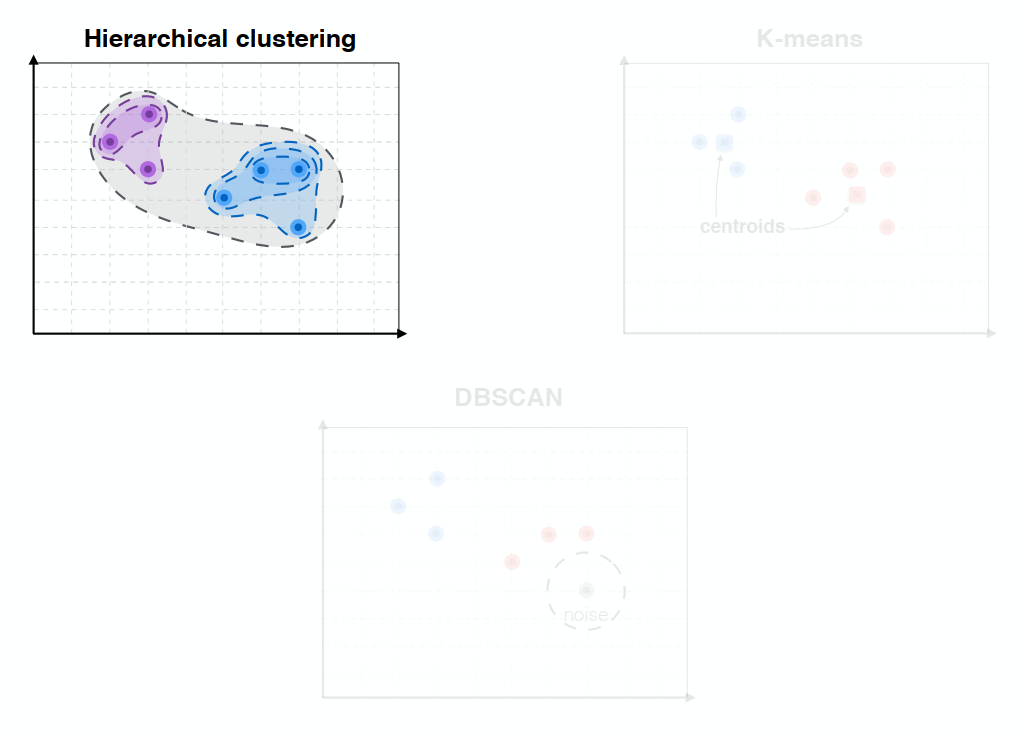 Hierarchical clustering
K-means
centroids
DBSCAN
noise